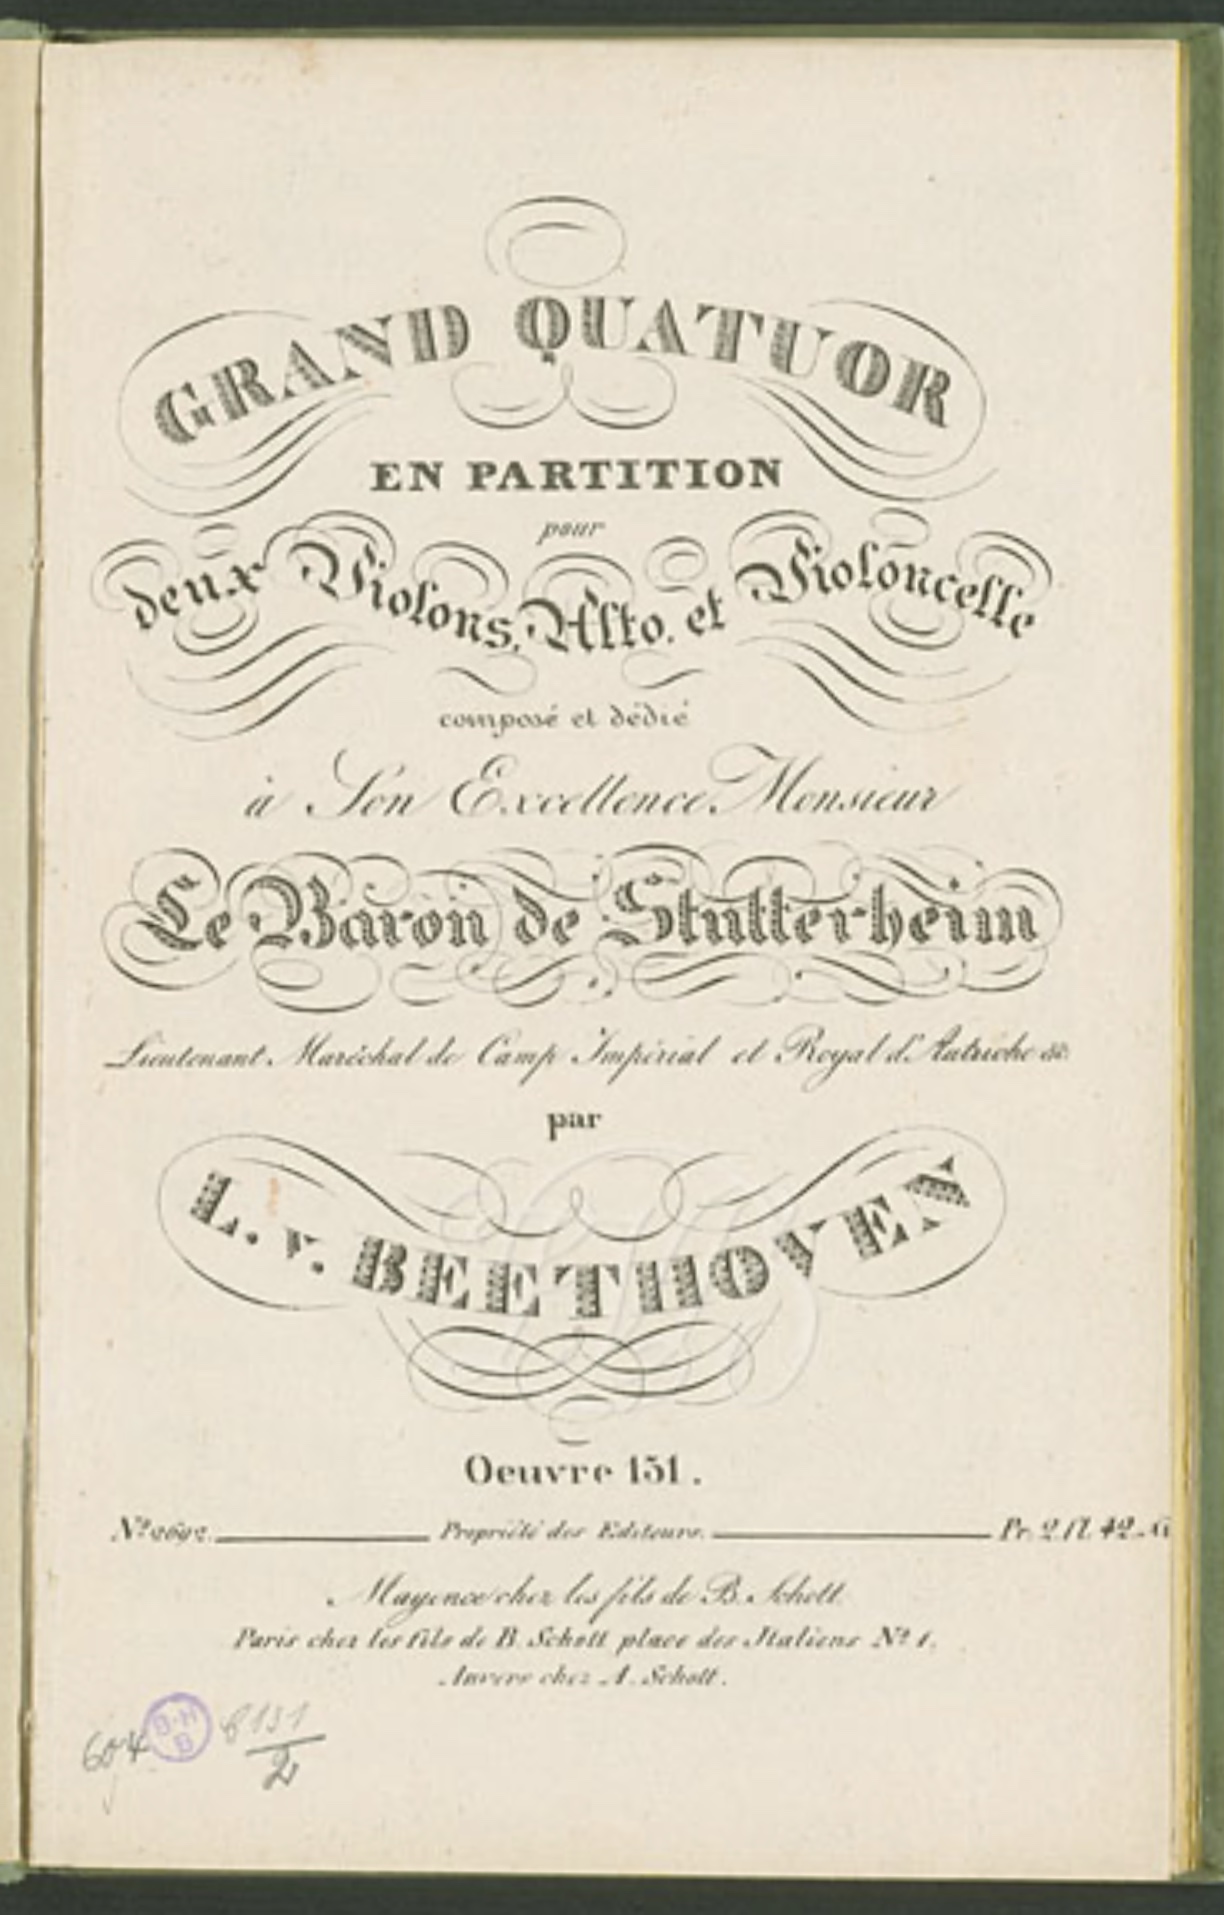 GRAND QUATUOR
EN PARTITION
pour
deux Violons, Alto, et Violoncelle
composé et dédié
à Son Excellence Monsieur
Le Baron de Stutterheim
Lieutenant Maréchal de Camp Impérial et Royal d'Autriche &c.
par
L. v. BEETHOVEN
Oeuvre 131.
Nº 2692. Propriété des Editeurs. Pr. 2 fl. 42
Mayence chez les fils de B. Schott.
Paris chez les fils de B. Schott place des Italiens Nº 1.
Anvers chez A. Schott.
B-H
B
2